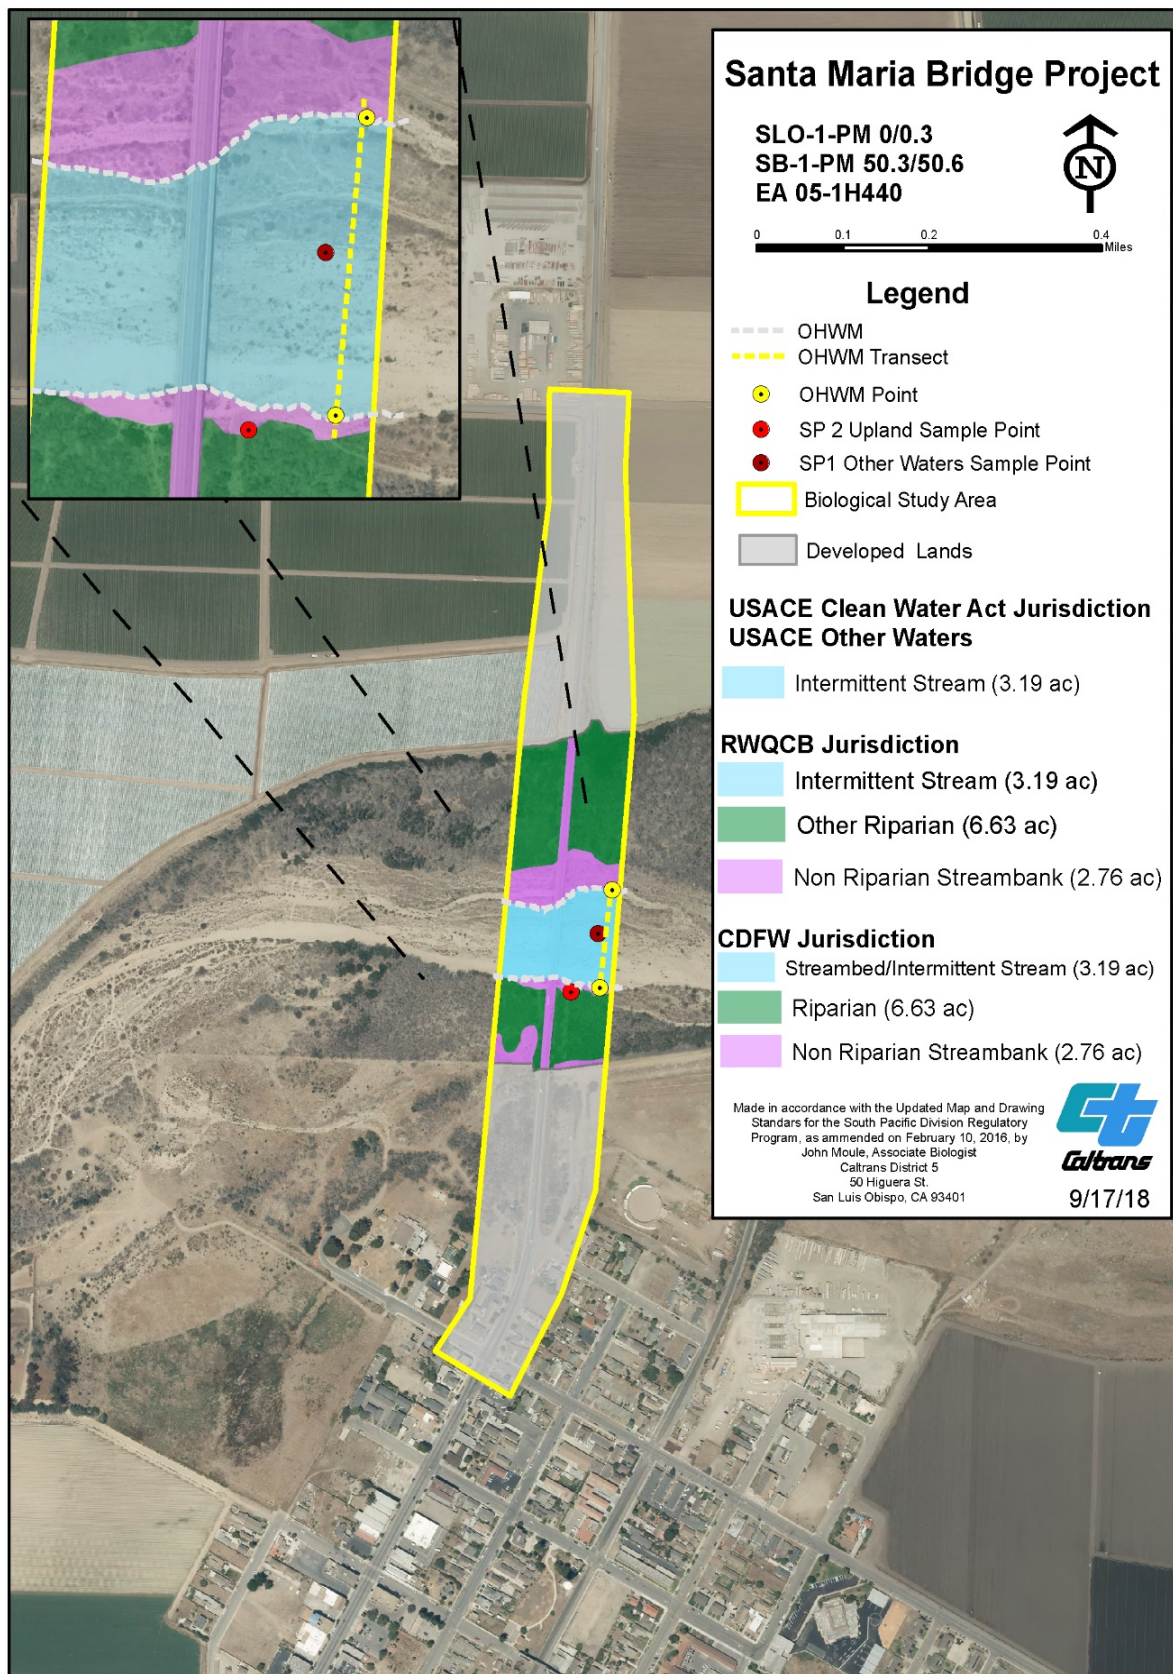 Santa Maria Bridge Project
SLO-1-PM 0/0.3
SB-1-PM 50.3/50.6
EA 05-1H440
N
0 0.1 0.2 0.4
Miles
Legend
OHWM
OHWM Transect
OHWM Point
SP 2 Upland Sample Point
SP1 Other Waters Sample Point
Biological Study Area
Developed Lands
USACE Clean Water Act Jurisdiction
USACE Other Waters
Intermittent Stream (3.19 ac)
RWQCB Jurisdiction
Intermittent Stream (3.19 ac)
Other Riparian (6.63 ac)
Non Riparian Streambank (2.76 ac)
CDFW Jurisdiction
Streambed/Intermittent Stream (3.19 ac)
Riparian (6.63 ac)
Non Riparian Streambank (2.76 ac)
Made in accordance with the Updated Map and Drawing
Standars for the South Pacific Division Regulatory
Program, as ammended on February 10, 2016, by
John Moule, Associate Biologist
Caltrans District 5
50 Higuera St.
San Luis Obispo, CA 93401
Ct
Caltrans
9/17/18